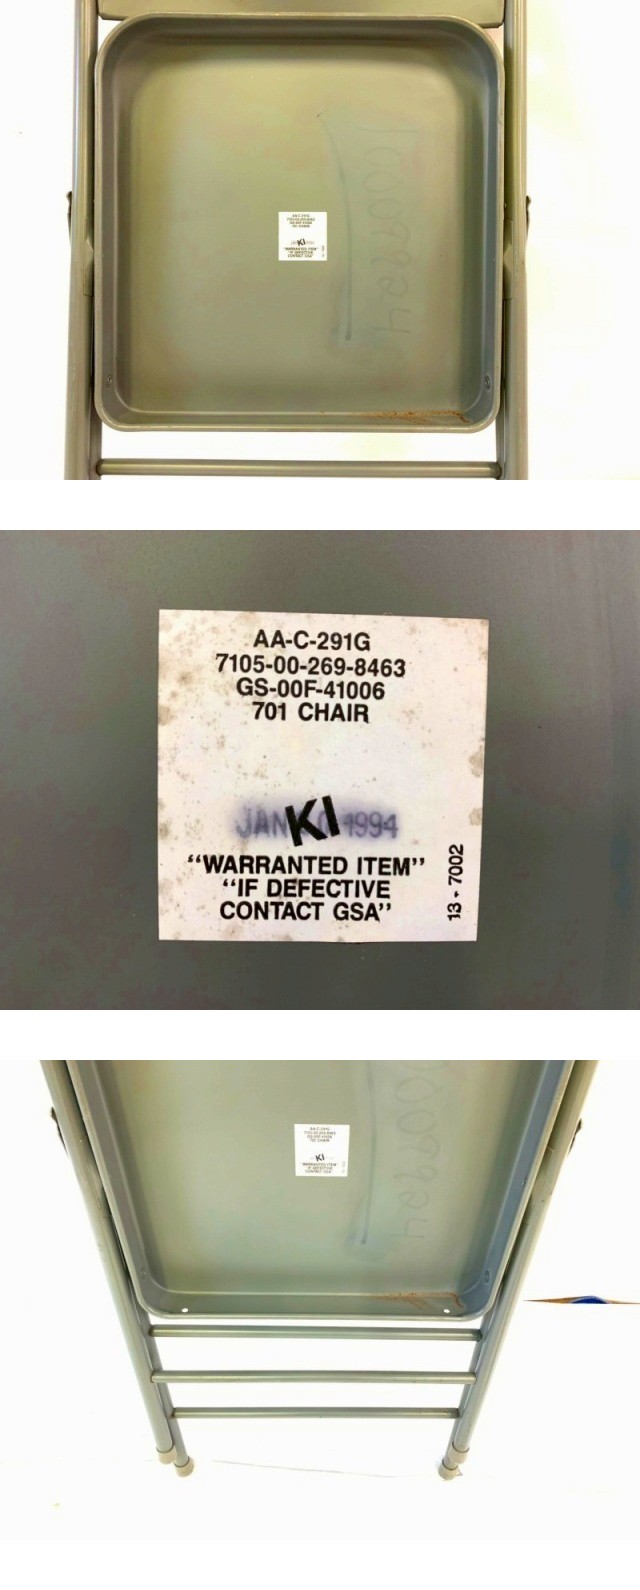 AA-C-291G
7105-00-269-8463
GS-00F-41006
701 CHAIR
KI
JAN 1994
"WARRANTED ITEM"
"IF DEFECTIVE
CONTACT GSA"
13-7002